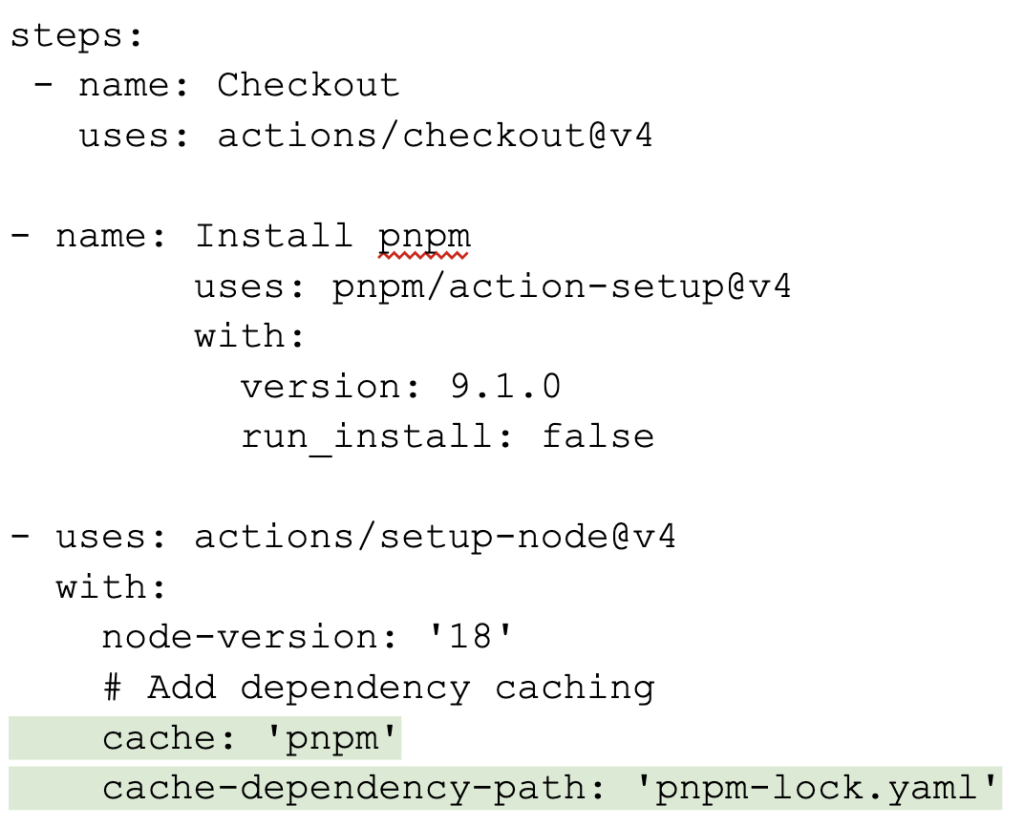 steps:
 - name: Checkout
   uses: actions/checkout@v4

- name: Install pnpm
        uses: pnpm/action-setup@v4
        with:
          version: 9.1.0
          run_install: false

- uses: actions/setup-node@v4
  with:
    node-version: '18'
    # Add dependency caching
    cache: 'pnpm'
    cache-dependency-path: 'pnpm-lock.yaml'